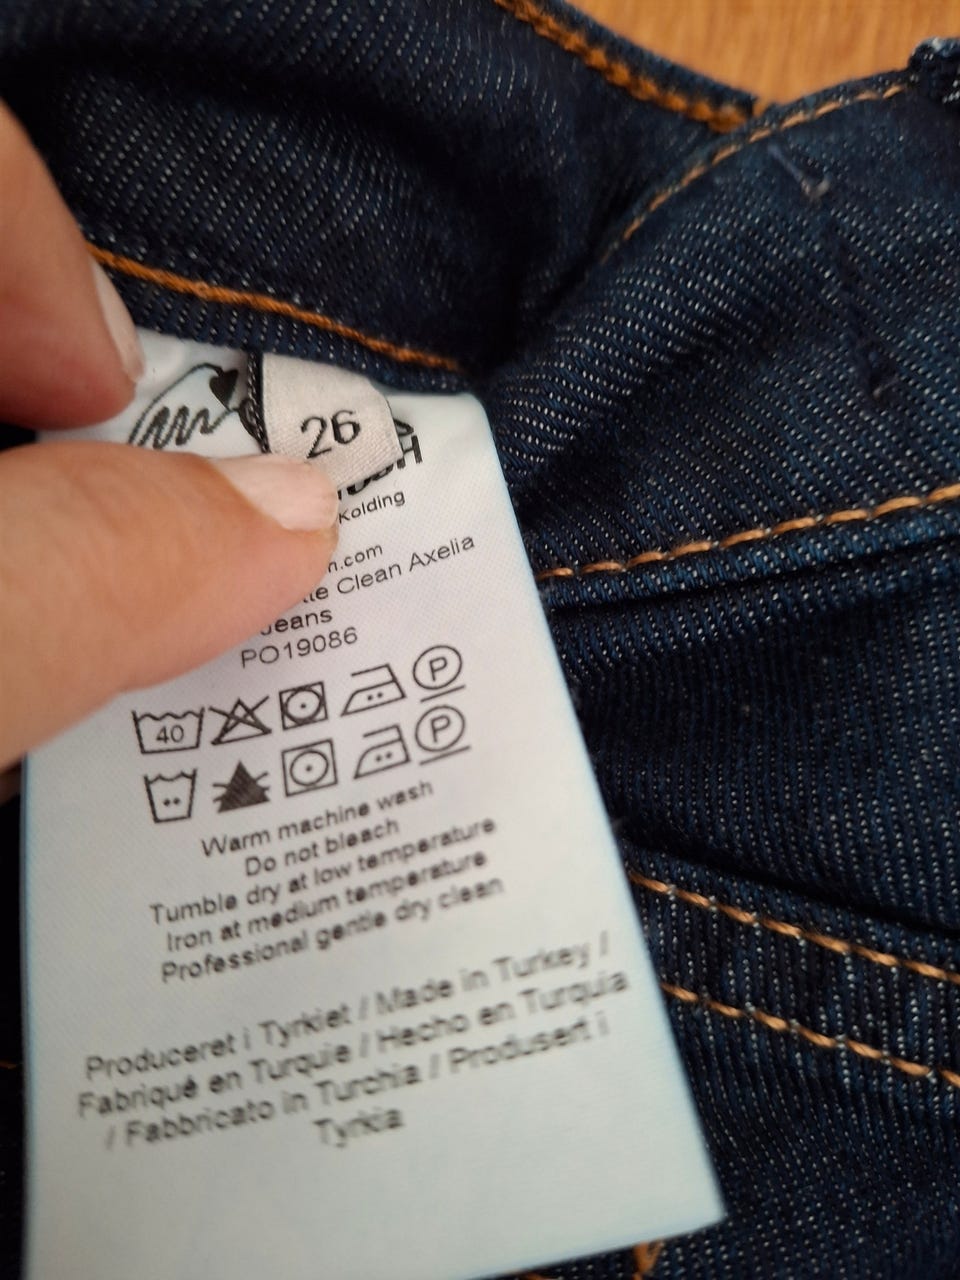 26
Kolding
.com
Clean Axelia
Jeans
PO19086
40
P
P
Warm machine wash
Do not bleach
Tumble dry at low temperature
Iron at medium temperature
Professional gentle dry clean
Produceret i Tyrkiet / Made in Turkey /
Fabriqué en Turquie / Hecho en Turquia
/ Fabbricato in Turchia / Produsert i
Tyrkia